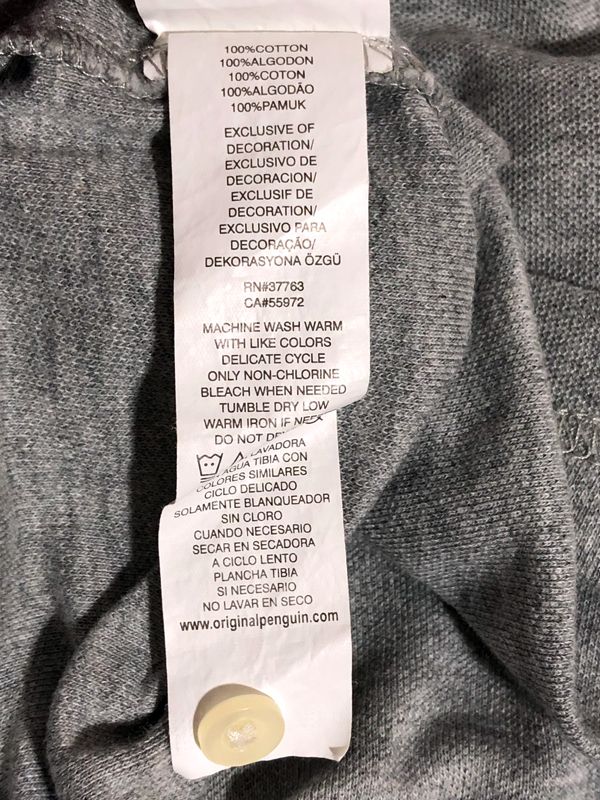 100%COTTON
100%ALGODON
100%COTON
100%ALGODÃO
100%PAMUK
EXCLUSIVE OF
DECORATION/
EXCLUSIVO DE
DECORACION/
EXCLUSIF DE
DECORATION/
EXCLUSIVO PARA
DECORAÇÃO/
DEKORASYONA ÖZGÜ
RN#37763
CA#55972
MACHINE WASH WARM
WITH LIKE COLORS
DELICATE CYCLE
ONLY NON-CHLORINE
BLEACH WHEN NEEDED
TUMBLE DRY LOW
WARM IRON IF
DO NOT
LAVADORA
AGUA TIBIA CON
COLORES SIMILARES
CICLO DELICADO
SOLAMENTE BLANQUEADOR
SIN CLORO
CUANDO NECESARIO
SECAR EN SECADORA
A CICLO LENTO
PLANCHA TIBIA
SI NECESARIO
NO LAVAR EN SECO
www.originalpenguin.com